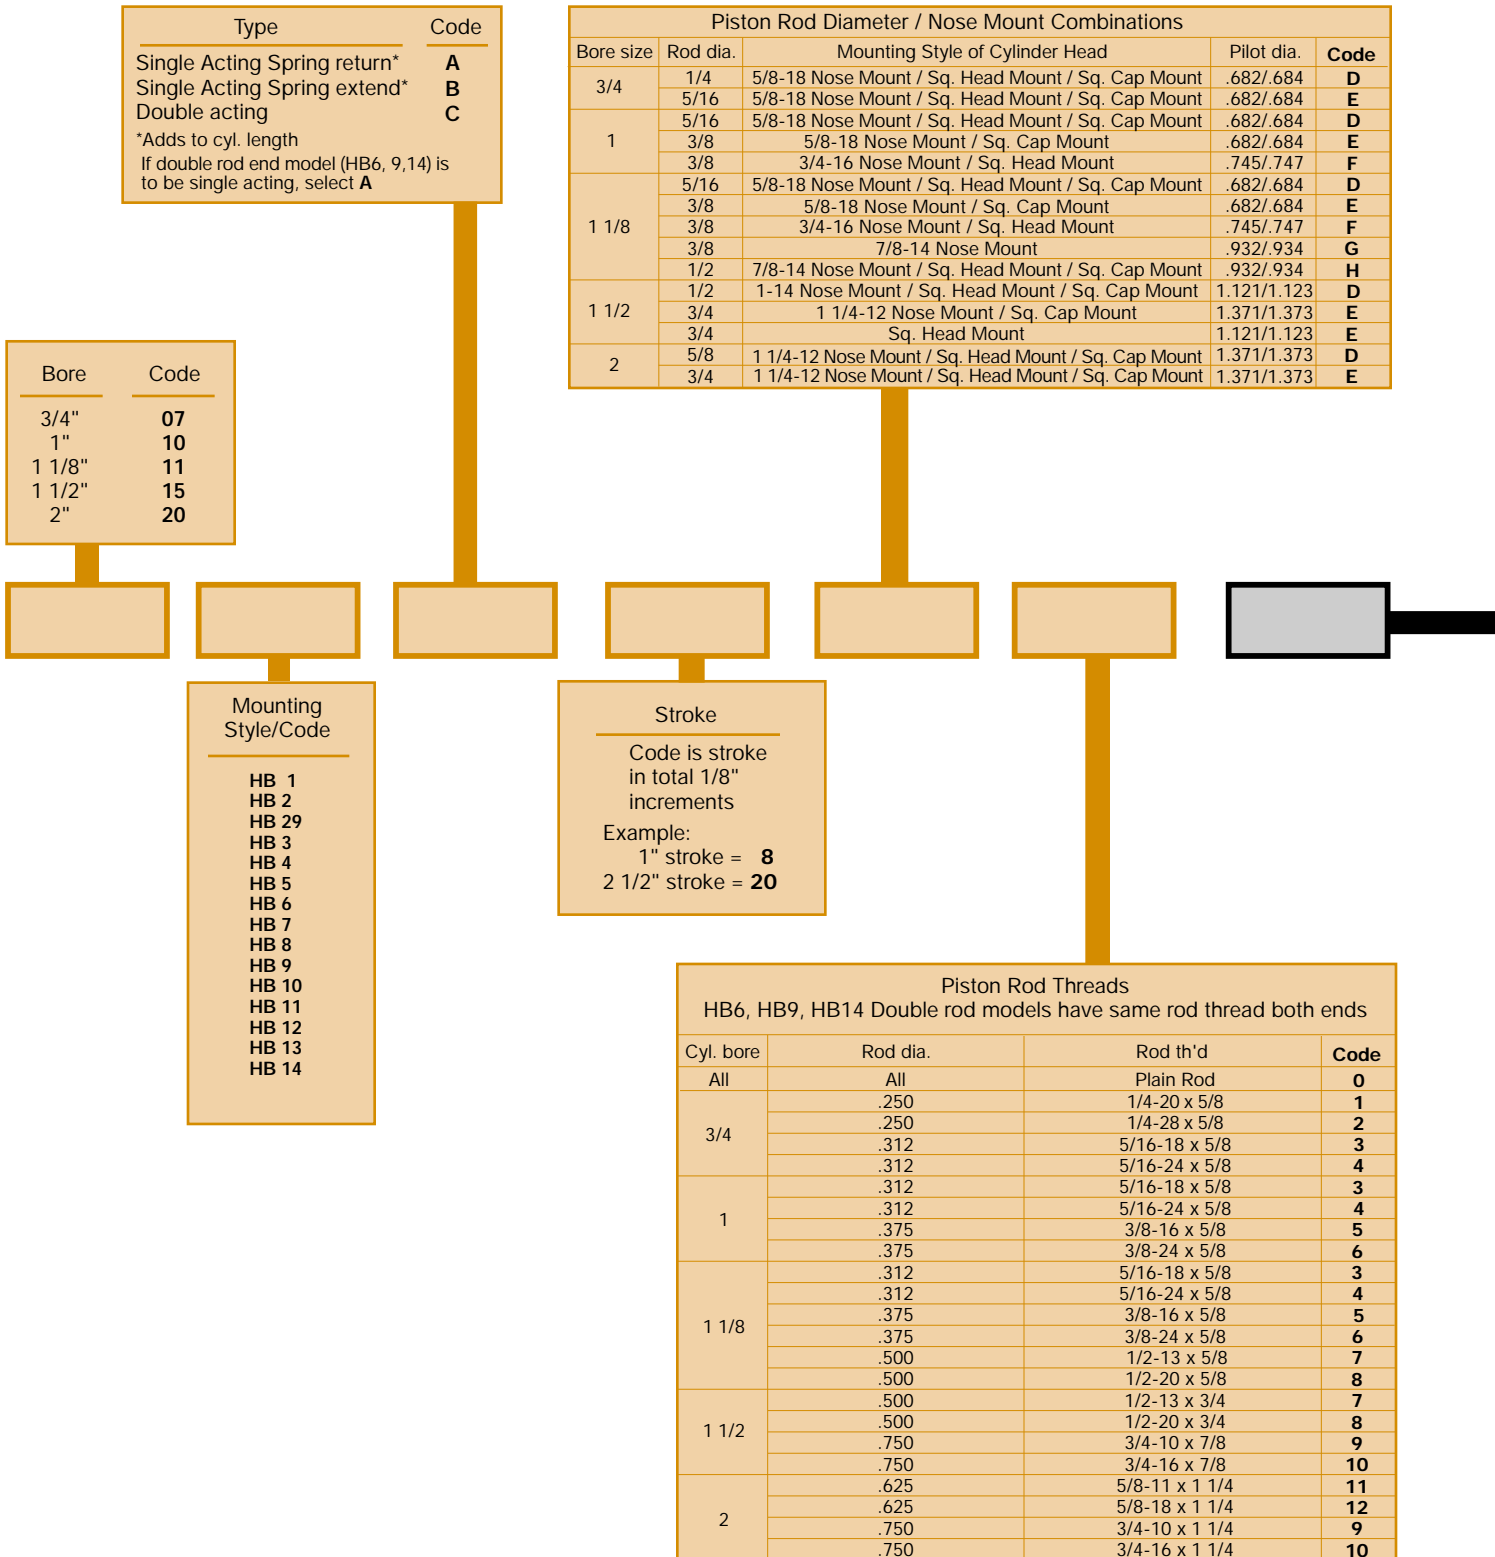 Type Code
Single Acting Spring return* A
Single Acting Spring extend* B
Double acting C
*Adds to cyl. length
If double rod end model (HB6, 9,14) is
to be single acting, select A
Piston Rod Diameter / Nose Mount Combinations
Bore size Rod dia. Mounting Style of Cylinder Head Pilot dia. Code
3/4 1/4 5/8-18 Nose Mount / Sq. Head Mount / Sq. Cap Mount .682/.684 D
5/16 5/8-18 Nose Mount / Sq. Head Mount / Sq. Cap Mount .682/.684 E
1 5/16 5/8-18 Nose Mount / Sq. Head Mount / Sq. Cap Mount .682/.684 D
3/8 5/8-18 Nose Mount / Sq. Cap Mount .682/.684 E
3/8 3/4-16 Nose Mount / Sq. Head Mount .745/.747 F
1 1/8 5/16 5/8-18 Nose Mount / Sq. Head Mount / Sq. Cap Mount .682/.684 D
3/8 5/8-18 Nose Mount / Sq. Cap Mount .682/.684 E
3/8 3/4-16 Nose Mount / Sq. Head Mount .745/.747 F
3/8 7/8-14 Nose Mount .932/.934 G
1/2 7/8-14 Nose Mount / Sq. Head Mount / Sq. Cap Mount .932/.934 H
1 1/2 1/2 1-14 Nose Mount / Sq. Head Mount / Sq. Cap Mount 1.121/1.123 D
3/4 1 1/4-12 Nose Mount / Sq. Cap Mount 1.371/1.373 E
3/4 Sq. Head Mount 1.121/1.123 E
2 5/8 1 1/4-12 Nose Mount / Sq. Head Mount / Sq. Cap Mount 1.371/1.373 D
3/4 1 1/4-12 Nose Mount / Sq. Head Mount / Sq. Cap Mount 1.371/1.373 E
Bore Code
3/4" 07
1" 10
1 1/8" 11
1 1/2" 15
2" 20
Mounting
Style/Code
HB 1
HB 2
HB 29
HB 3
HB 4
HB 5
HB 6
HB 7
HB 8
HB 9
HB 10
HB 11
HB 12
HB 13
HB 14
Stroke
Code is stroke
in total 1/8"
increments
Example:
1" stroke = 8
2 1/2" stroke = 20
Piston Rod Threads
HB6, HB9, HB14 Double rod models have same rod thread both ends
Cyl. bore Rod dia. Rod th'd Code
All All Plain Rod 0
3/4 .250 1/4-20 x 5/8 1
.250 1/4-28 x 5/8 2
.312 5/16-18 x 5/8 3
.312 5/16-24 x 5/8 4
1 .312 5/16-18 x 5/8 3
.312 5/16-24 x 5/8 4
.375 3/8-16 x 5/8 5
.375 3/8-24 x 5/8 6
1 1/8 .312 5/16-18 x 5/8 3
.312 5/16-24 x 5/8 4
.375 3/8-16 x 5/8 5
.375 3/8-24 x 5/8 6
.500 1/2-13 x 5/8 7
.500 1/2-20 x 5/8 8
1 1/2 .500 1/2-13 x 3/4 7
.500 1/2-20 x 3/4 8
.750 3/4-10 x 7/8 9
.750 3/4-16 x 7/8 10
2 .625 5/8-11 x 1 1/4 11
.625 5/8-18 x 1 1/4 12
.750 3/4-10 x 1 1/4 9
.750 3/4-16 x 1 1/4 10